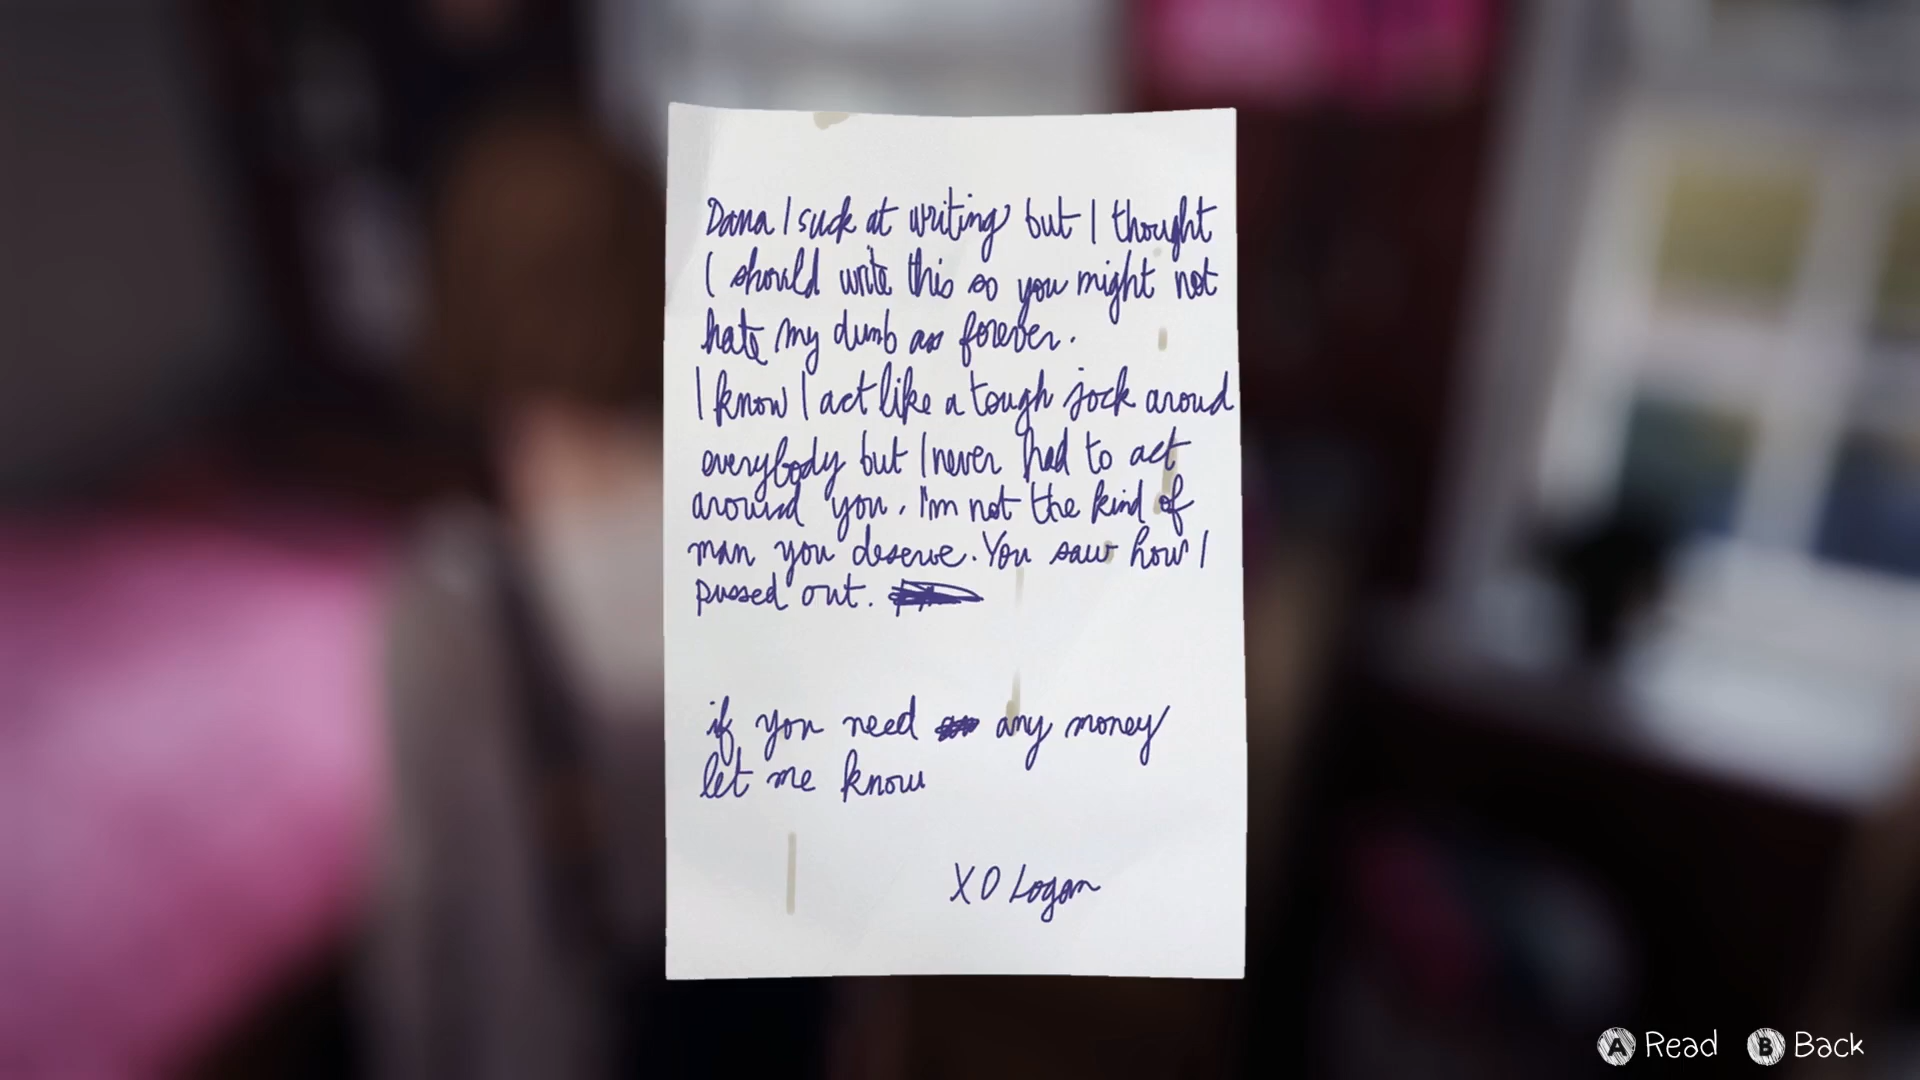 Dana I suck at writing but I thought
I should write this so you might not
hate my dumb ass forever.
I know I act like a tough jock aroud
everybody but I never had to act
around you. I'm not the kind of
man you deserve. You saw how I
pussed out.
if you need any money
let me know
XO Logan
A Read B Back